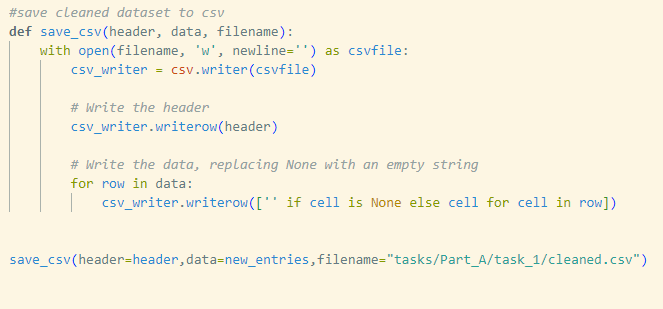 #save cleaned dataset to csv
def save_csv(header, data, filename):
    with open(filename, 'w', newline='') as csvfile:
        csv_writer = csv.writer(csvfile)

        # Write the header
        csv_writer.writerow(header)

        # Write the data, replacing None with an empty string
        for row in data:
            csv_writer.writerow(['' if cell is None else cell for cell in row])


save_csv(header=header,data=new_entries,filename="tasks/Part_A/task_1/cleaned.csv")